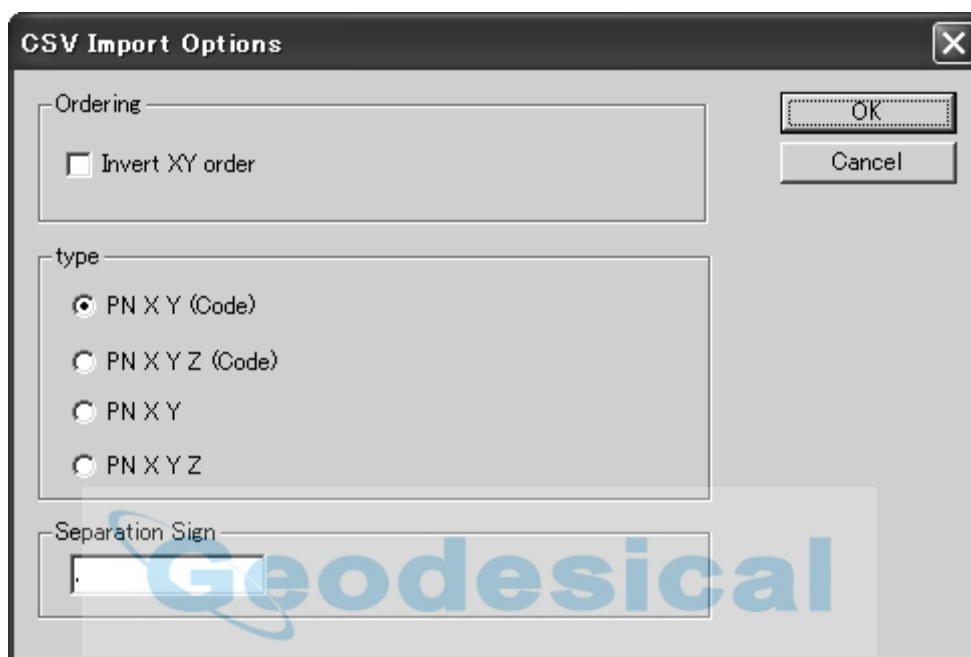 CSV Import Options
Ordering
Invert XY order
OK
Cancel
type
PN X Y (Code)
PN X Y Z (Code)
PN X Y
PN X Y Z
Separation Sign
Geodesical